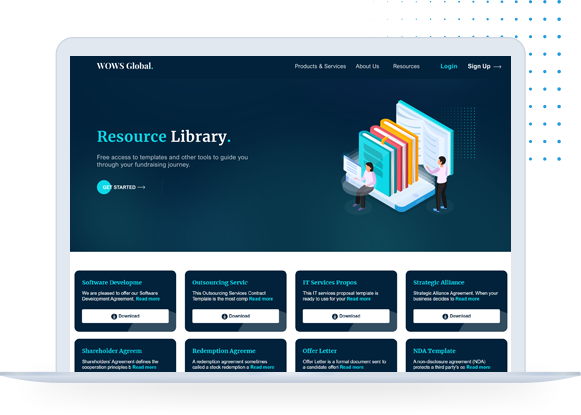 WOWS Global.
Products & Services About Us Resources Login Sign Up
Resource Library.
Free access to templates and other tools to guide you
through your fundraising journey.
GET STARTED
Software Developme
We are pleased to offer our Software
Development Agreement. Read more
Download
Outsourcing Servic
This Outsourcing Services Contract
Template is the most comp Read more
Download
IT Services Propos
This IT services proposal template is
ready to use for your Read more
Download
Strategic Alliance
Strategic Alliance Agreement. When your
business decides to Read more
Download
Shareholder Agreem
Shareholders' Agreement defines the
cooperation principles b Read more
Redemption Agreeme
A redemption agreement sometimes
called a stock redemption a Read more
Offer Letter
Offer Letter is a formal document sent to
a candidate offeri Read more
NDA Template
A non-disclosure agreement (NDA)
protects a third party's co Read more